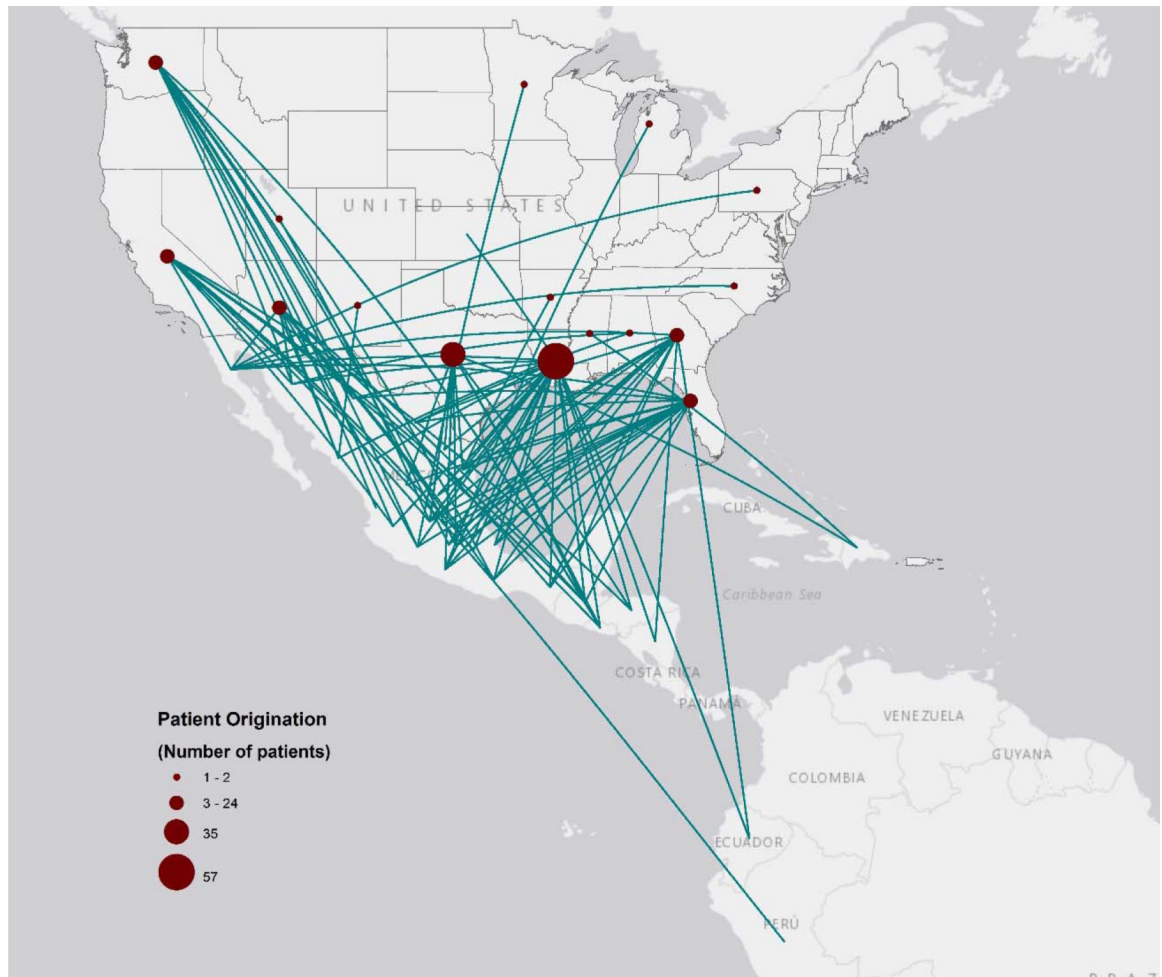 UNITED STATES
CUBA
Caribbean Sea
COSTA RICA
PANAMÁ
VENEZUELA
GUYANA
COLOMBIA
ECUADOR
PERÚ
Patient Origination
(Number of patients)
1 - 2
3 - 24
35
57